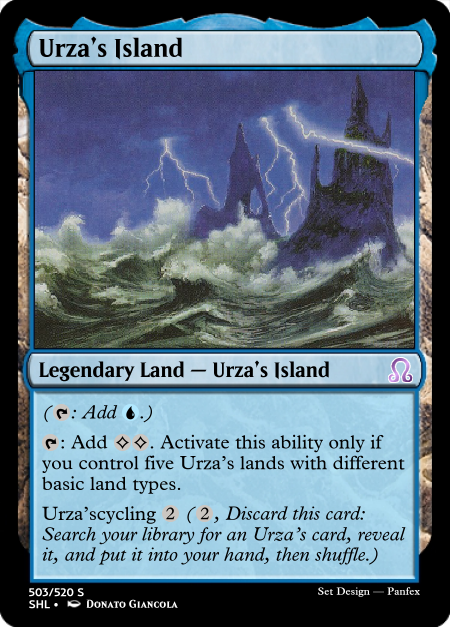 Urza's Island
Legendary Land — Urza's Island
(: Add .)
: Add . Activate this ability only if
you control five Urza's lands with different
basic land types.
Urza'scycling 2 ( 2 , Discard this card:
Search your library for an Urza's card, reveal
it, and put it into your hand, then shuffle.)
503/520 S
SHL • Donato Giancola
Set Design — Panfex